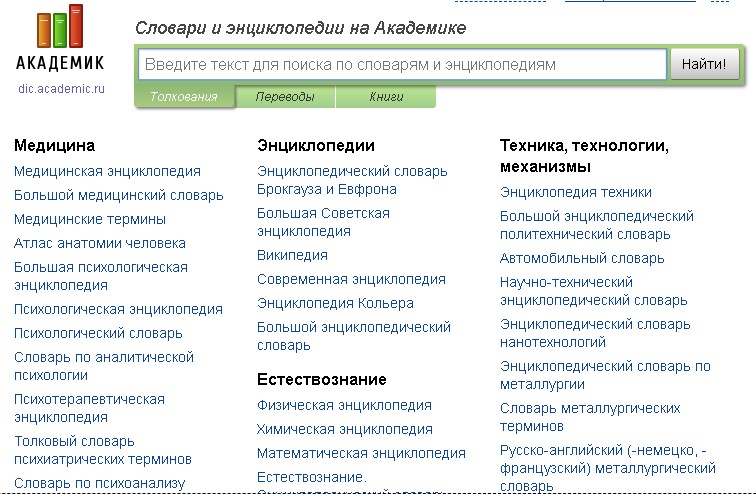 Словари и энциклопедии на Академике
АКАДЕМИК
dic.academic.ru
Введите текст для поиска по словарям и энциклопедиям
Найти!
Толкования
Переводы
Книги
Медицина
Медицинская энциклопедия
Большой медицинский словарь
Медицинские термины
Атлас анатомии человека
Большая психологическая
энциклопедия
Психологическая энциклопедия
Психологический словарь
Словарь по аналитической
психологии
Психотерапевтическая
энциклопедия
Толковый словарь
психиатрических терминов
Словарь по психоанализу
Энциклопедии
Энциклопедический словарь
Брокгауза и Евфрона
Большая Советская
энциклопедия
Википедия
Современная энциклопедия
Энциклопедия Кольера
Большой энциклопедический
словарь
Естествознание
Физическая энциклопедия
Химическая энциклопедия
Математическая энциклопедия
Естествознание.
Техника, технологии,
механизмы
Энциклопедия техники
Большой энциклопедический
политехнический словарь
Автомобильный словарь
Научно-технический
энциклопедический словарь
Энциклопедический словарь
нанотехнологий
Энциклопедический словарь по
металлургии
Словарь металлургических
терминов
Русско-английский (-немецко, -
французский) металлургический
словарь